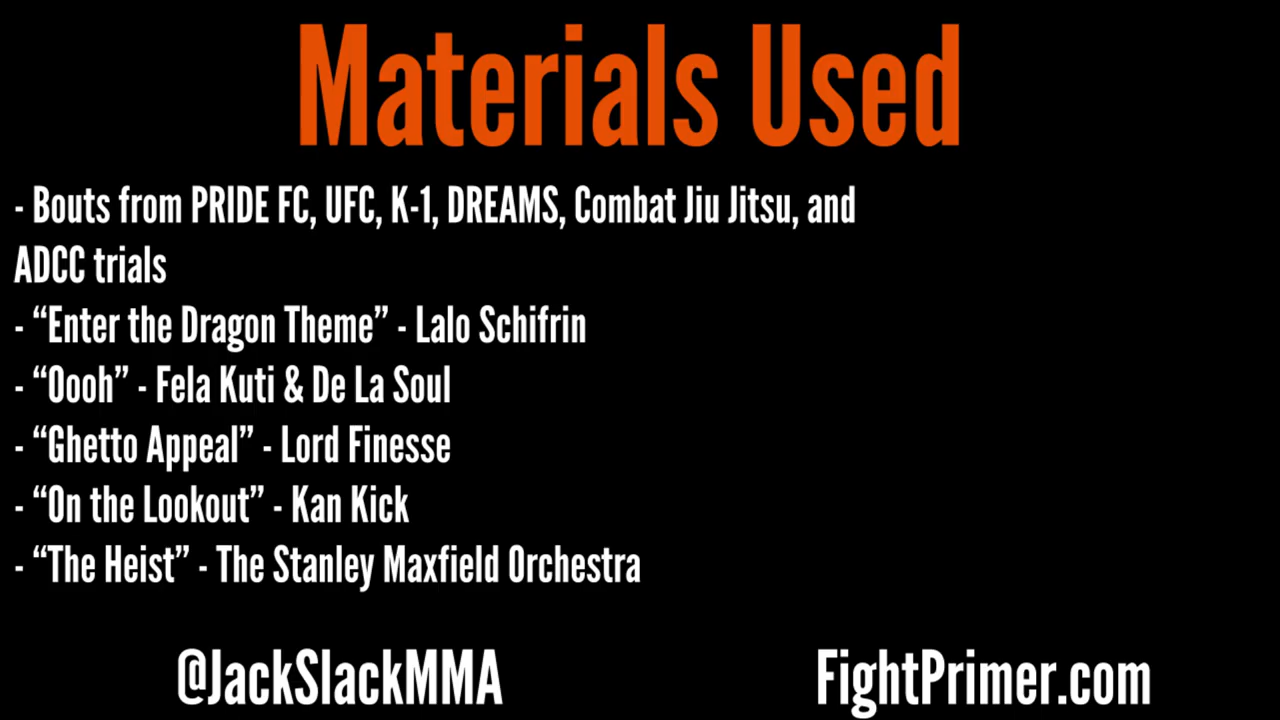 Materials Used
- Bouts from PRIDE FC, UFC, K-1, DREAMS, Combat Jiu Jitsu, and
ADCC trials
- “Enter the Dragon Theme” - Lalo Schifrin
- “Oooh” - Fela Kuti & De La Soul
- “Ghetto Appeal” - Lord Finesse
- “On the Lookout” - Kan Kick
- “The Heist” - The Stanley Maxfield Orchestra
@JackSlackMMA
FightPrimer.com